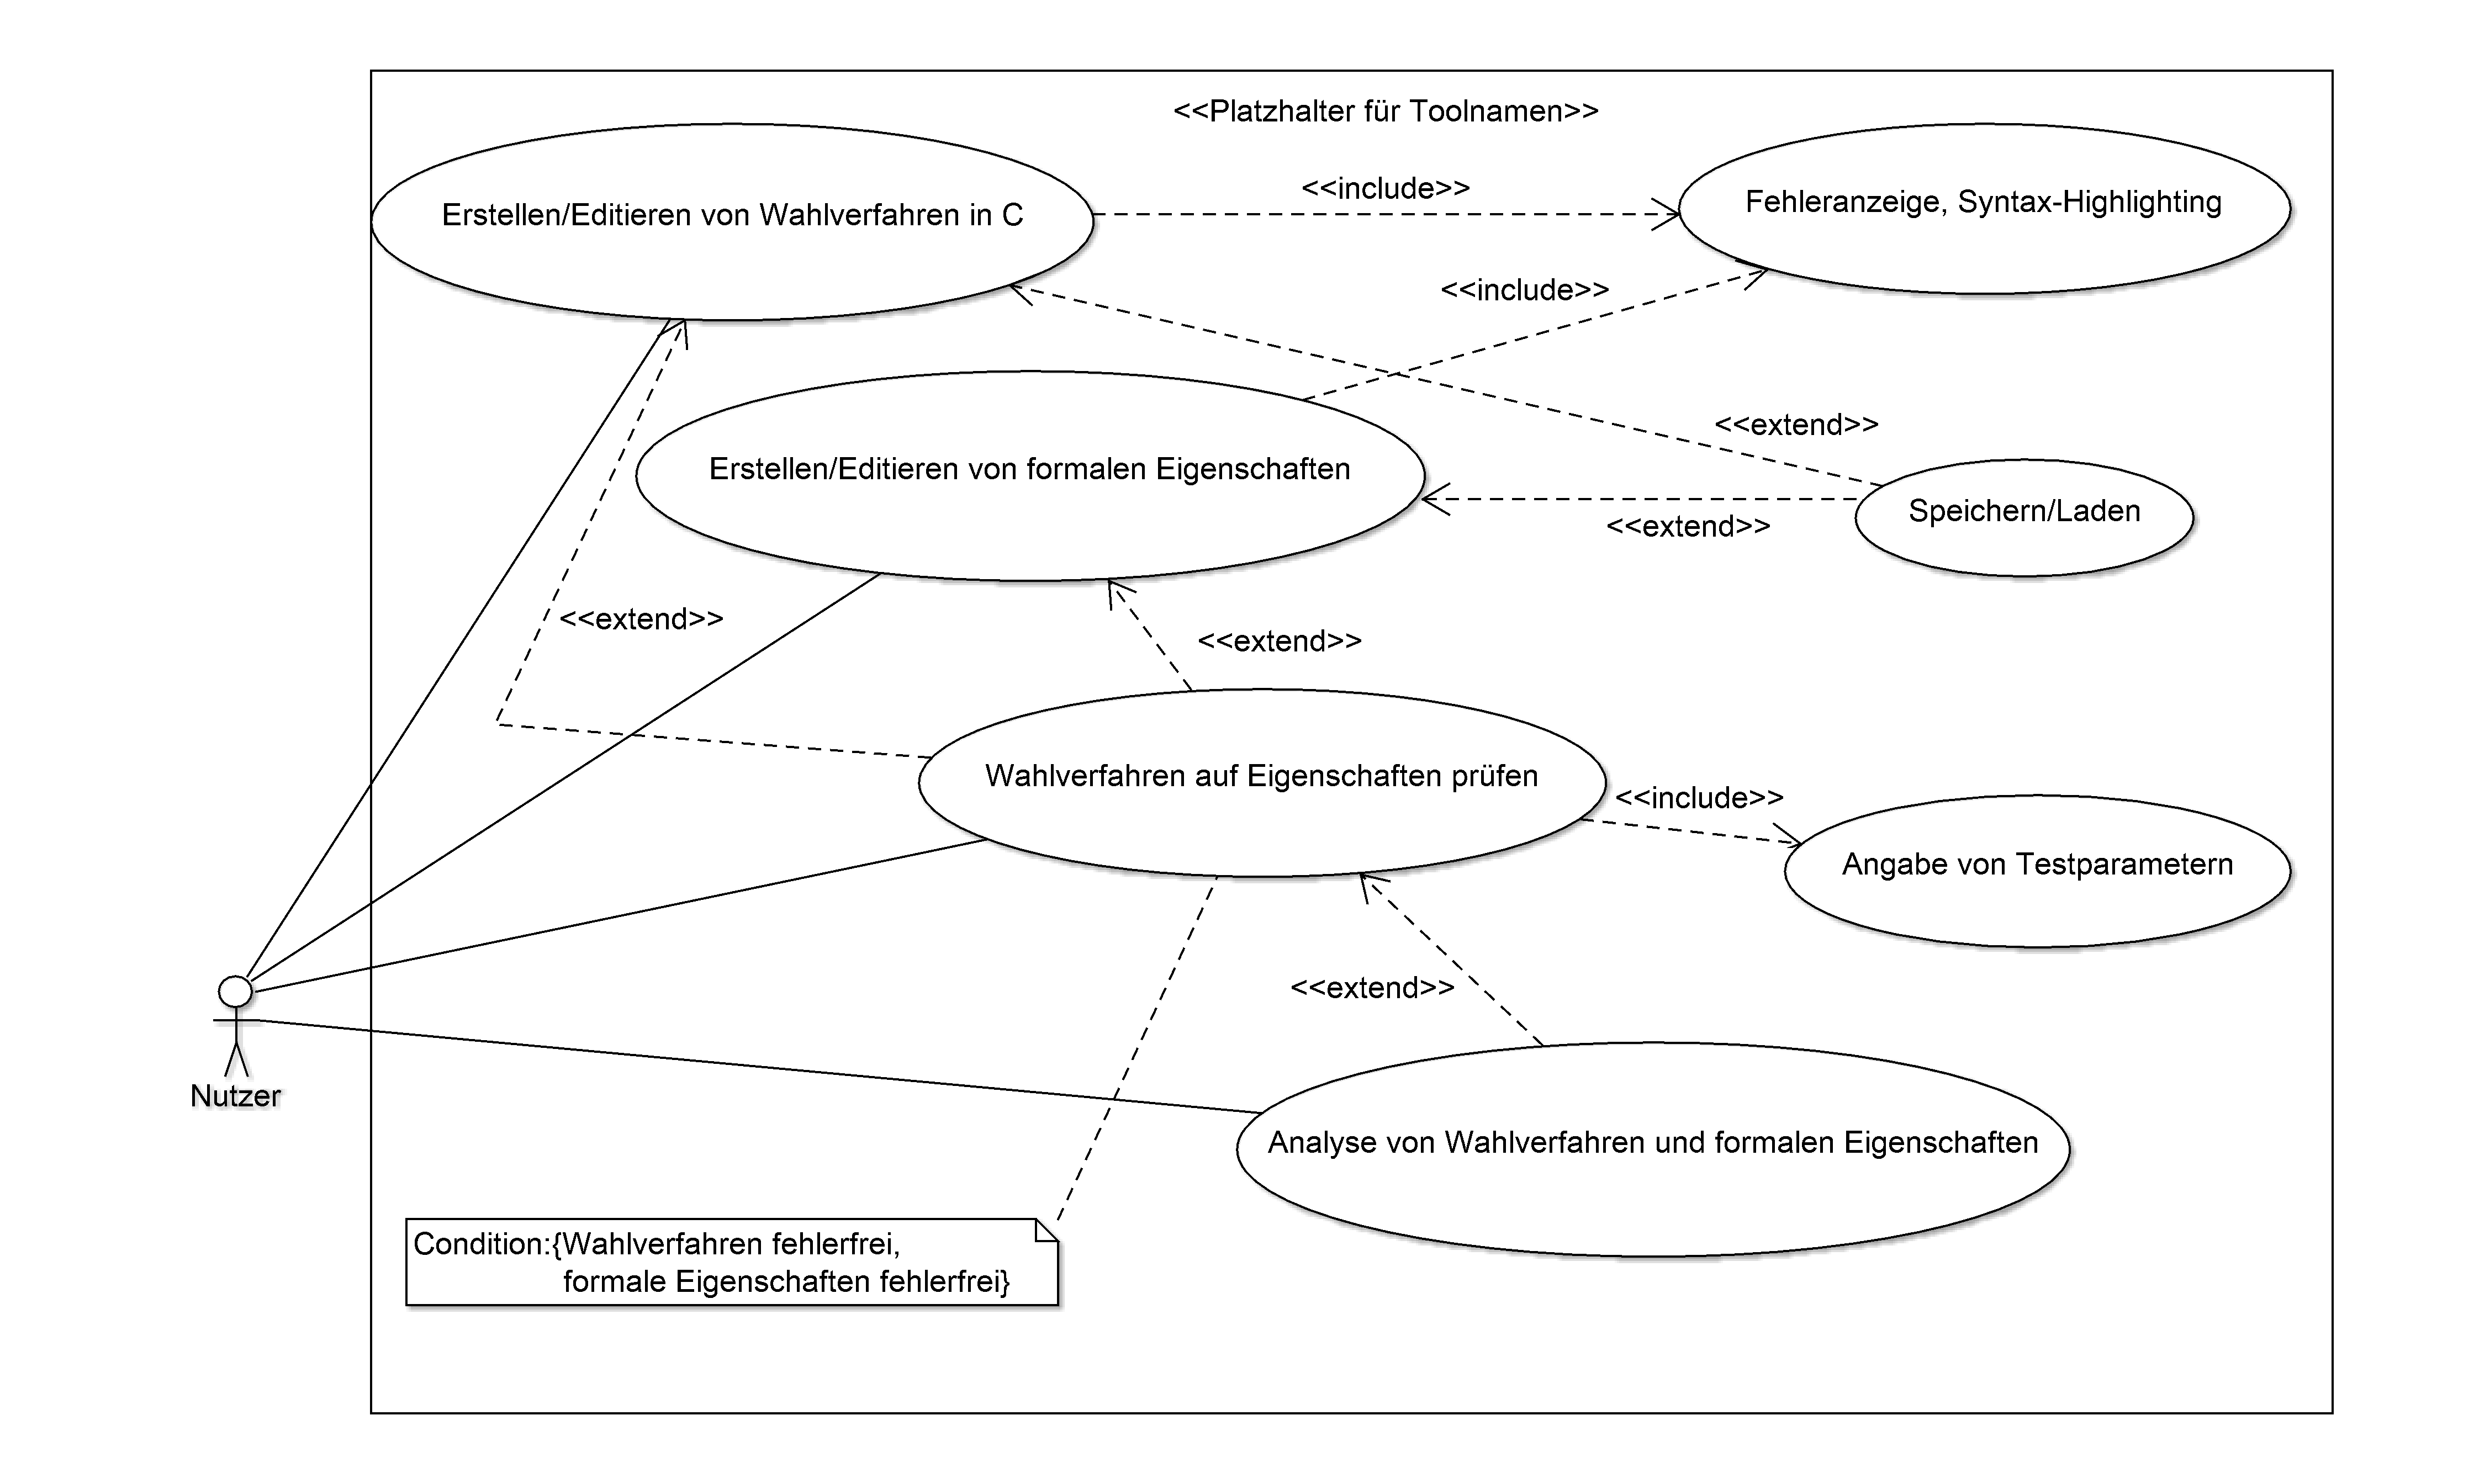 <<Platzhalter für Toolnamen>>
Erstellen/Editieren von Wahlverfahren in C
<<include>>
Fehleranzeige, Syntax-Highlighting
<<include>>
<<extend>>
Erstellen/Editieren von formalen Eigenschaften
<<extend>>
Speichern/Laden
<<extend>>
<<extend>>
Wahlverfahren auf Eigenschaften prüfen
<<include>>
Angabe von Testparametern
<<extend>>
Nutzer
Analyse von Wahlverfahren und formalen Eigenschaften
Condition:{Wahlverfahren fehlerfrei,
formale Eigenschaften fehlerfrei}